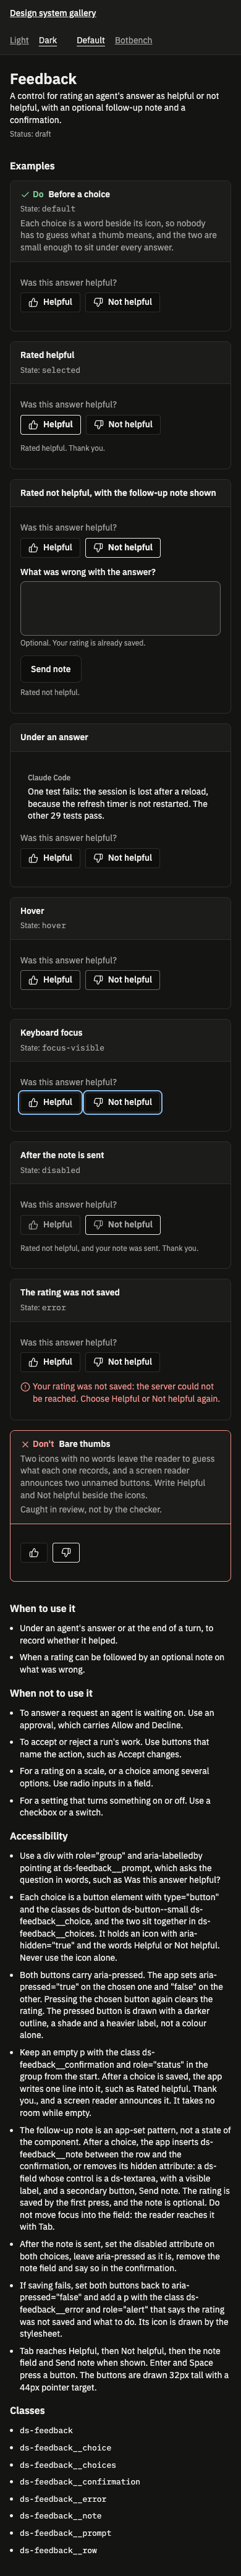 Design system gallery
Light Dark Default Botbench
Feedback
A control for rating an agent's answer as helpful or not
helpful, with an optional follow-up note and a
confirmation.
Status: draft
Examples
Do Before a choice
State: default
Each choice is a word beside its icon, so nobody
has to guess what a thumb means, and the two are
small enough to sit under every answer.
Was this answer helpful?
Helpful Not helpful
Rated helpful
State: selected
Was this answer helpful?
Helpful Not helpful
Rated helpful. Thank you.
Rated not helpful, with the follow-up note shown
Was this answer helpful?
Helpful Not helpful
What was wrong with the answer?
Optional. Your rating is already saved.
Send note
Rated not helpful.
Under an answer
Claude Code
One test fails: the session is lost after a reload,
because the refresh timer is not restarted. The
other 29 tests pass.
Was this answer helpful?
Helpful Not helpful
Hover
State: hover
Was this answer helpful?
Helpful Not helpful
Keyboard focus
State: focus-visible
Was this answer helpful?
Helpful Not helpful
After the note is sent
State: disabled
Was this answer helpful?
Helpful Not helpful
Rated not helpful, and your note was sent. Thank you.
The rating was not saved
State: error
Was this answer helpful?
Helpful Not helpful
Your rating was not saved: the server could not
be reached. Choose Helpful or Not helpful again.
Don't Bare thumbs
Two icons with no words leave the reader to guess
what each one records, and a screen reader
announces two unnamed buttons. Write Helpful
and Not helpful beside the icons.
Caught in review, not by the checker.
When to use it
• Under an agent's answer or at the end of a turn, to
record whether it helped.
• When a rating can be followed by an optional note on
what was wrong.
When not to use it
• To answer a request an agent is waiting on. Use an
approval, which carries Allow and Decline.
• To accept or reject a run's work. Use buttons that
name the action, such as Accept changes.
• For a rating on a scale, or a choice among several
options. Use radio inputs in a field.
• For a setting that turns something on or off. Use a
checkbox or a switch.
Accessibility
• Use a div with role="group" and aria-labelledby
pointing at ds-feedback__prompt, which asks the
question in words, such as Was this answer helpful?
• Each choice is a button element with type="button"
and the classes ds-button ds-button--small ds-
feedback__choice, and the two sit together in ds-
feedback__choices. It holds an icon with aria-
hidden="true" and the words Helpful or Not helpful.
Never use the icon alone.
• Both buttons carry aria-pressed. The app sets aria-
pressed="true" on the chosen one and "false" on the
other. Pressing the chosen button again clears the
rating. The pressed button is drawn with a darker
outline, a shade and a heavier label, not a colour
alone.
• Keep an empty p with the class ds-
feedback__confirmation and role="status" in the
group from the start. After a choice is saved, the app
writes one line into it, such as Rated helpful. Thank
you., and a screen reader announces it. It takes no
room while empty.
• The follow-up note is an app-set pattern, not a state of
the component. After a choice, the app inserts ds-
feedback__note between the row and the
confirmation, or removes its hidden attribute: a ds-
field whose control is a ds-textarea, with a visible
label, and a secondary button, Send note. The rating is
saved by the first press, and the note is optional. Do
not move focus into the field: the reader reaches it
with Tab.
• After the note is sent, set the disabled attribute on
both choices, leave aria-pressed as it is, remove the
note field and say so in the confirmation.
• If saving fails, set both buttons back to aria-
pressed="false" and add a p with the class ds-
feedback__error and role="alert" that says the rating
was not saved and what to do. Its icon is drawn by the
stylesheet.
• Tab reaches Helpful, then Not helpful, then the note
field and Send note when shown. Enter and Space
press a button. The buttons are drawn 32px tall with a
44px pointer target.
Classes
• ds-feedback
• ds-feedback__choice
• ds-feedback__choices
• ds-feedback__confirmation
• ds-feedback__error
• ds-feedback__note
• ds-feedback__prompt
• ds-feedback__row